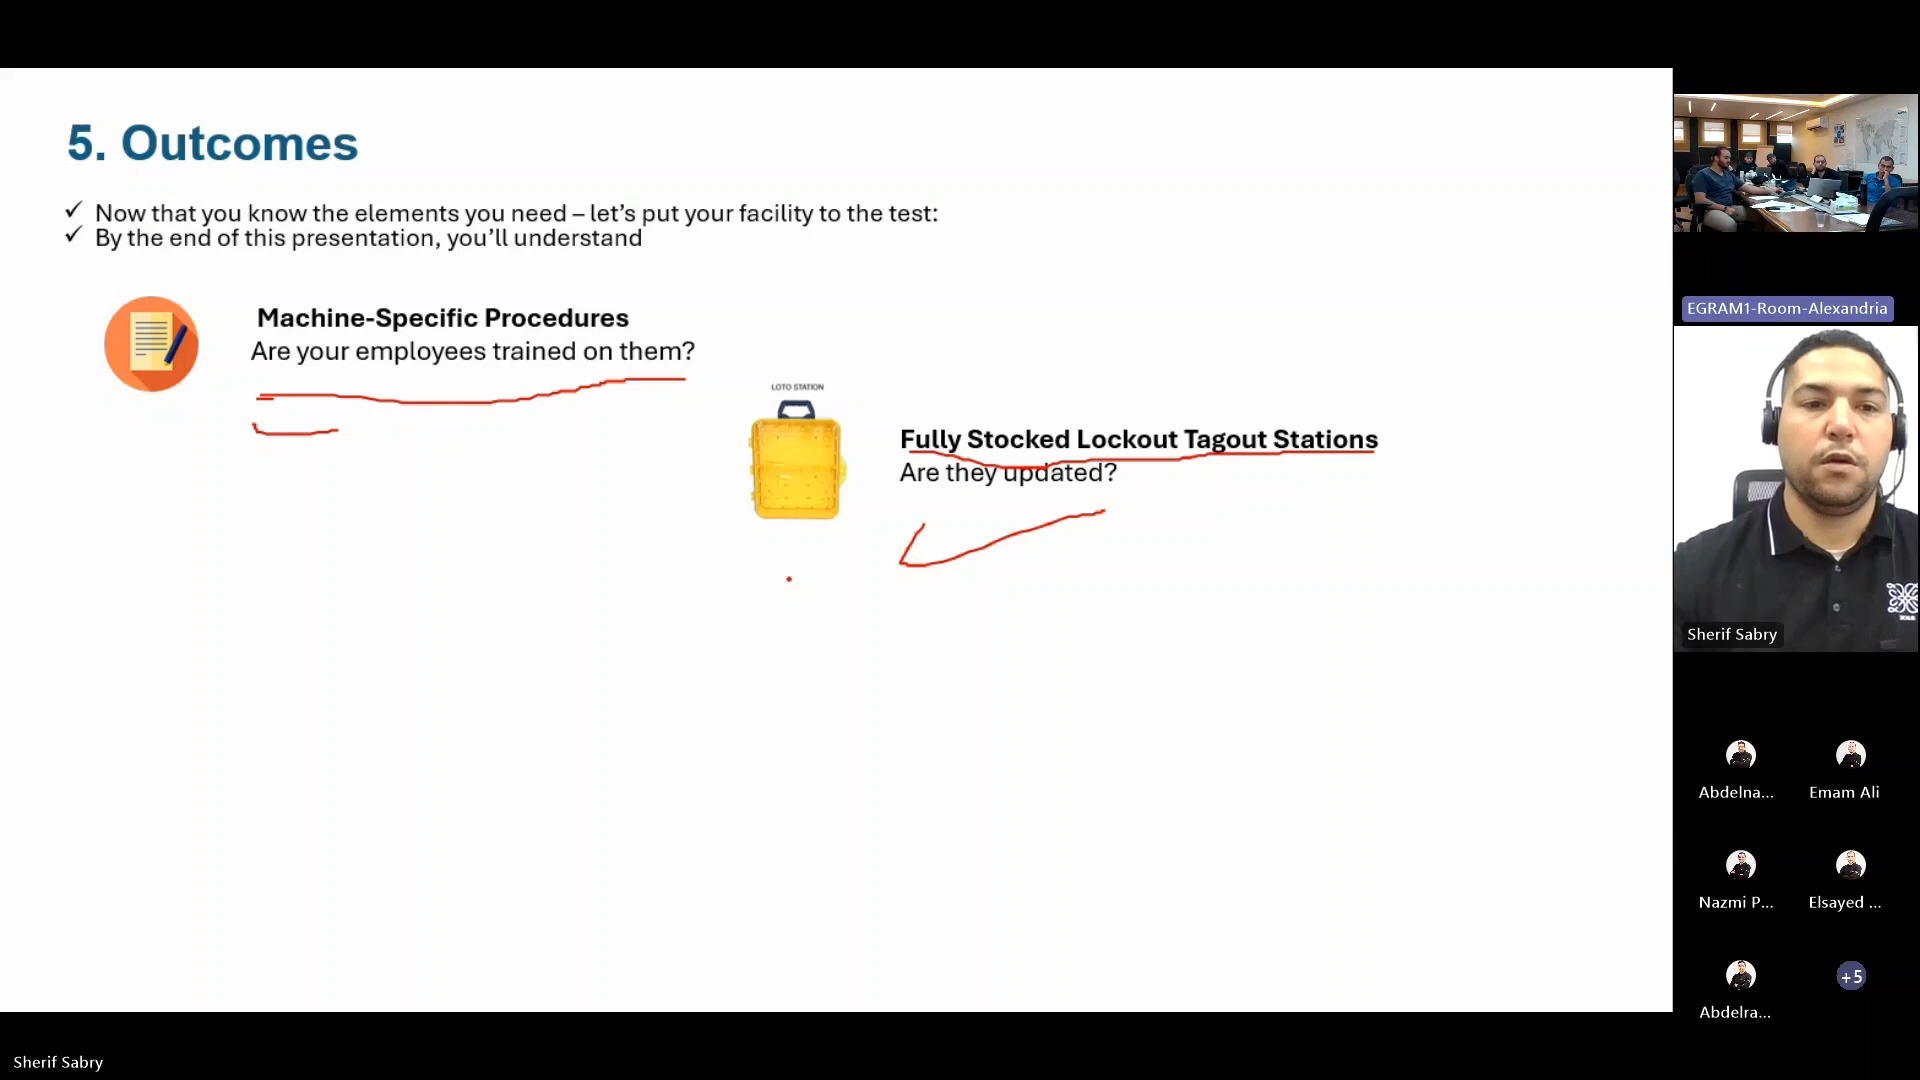 5. Outcomes
✓ Now that you know the elements you need – let's put your facility to the test:
✓ By the end of this presentation, you'll understand
Machine-Specific Procedures
Are your employees trained on them?
LOTO STATION
Fully Stocked Lockout Tagout Stations
Are they updated?
EGRAM1-Room-Alexandria
Sherif Sabry
Abdelna...
Emam Ali
Nazmi P...
Elsayed ...
Abdelra...
+5
Sherif Sabry